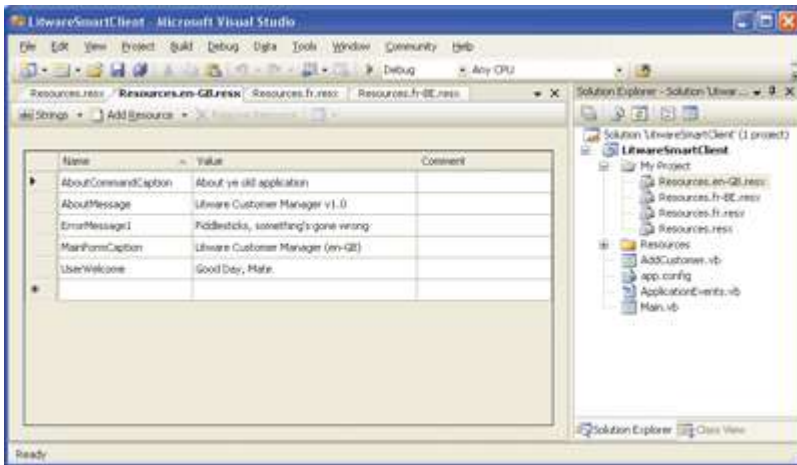 LitwareSmartClient - Microsoft Visual Studio
File Edit View Project Build Debug Data Tools Window Community Help
Debug Any CPU
Resources.resx Resources.en-GB.resx Resources.fr.resx Resources.fr-BE.resx
Strings Add Resource Remove Resource
Name Value Comment
AboutCommandCaption About ye old application
AboutMessage Litware Customer Manager v1.0
ErrorMessage1 Fiddlesticks, something's gone wrong
MainFormCaption Litware Customer Manager (en-GB)
UserWelcome Good Day, Mate.
Solution Explorer - Solution 'Litwar...
Solution 'LitwareSmartClient' (1 project)
LitwareSmartClient
My Project
Resources.en-GB.resx
Resources.fr-BE.resx
Resources.fr.resx
Resources.resx
Resources
AddCustomer.vb
app.config
ApplicationEvents.vb
Main.vb
Solution Explorer Class View
Ready